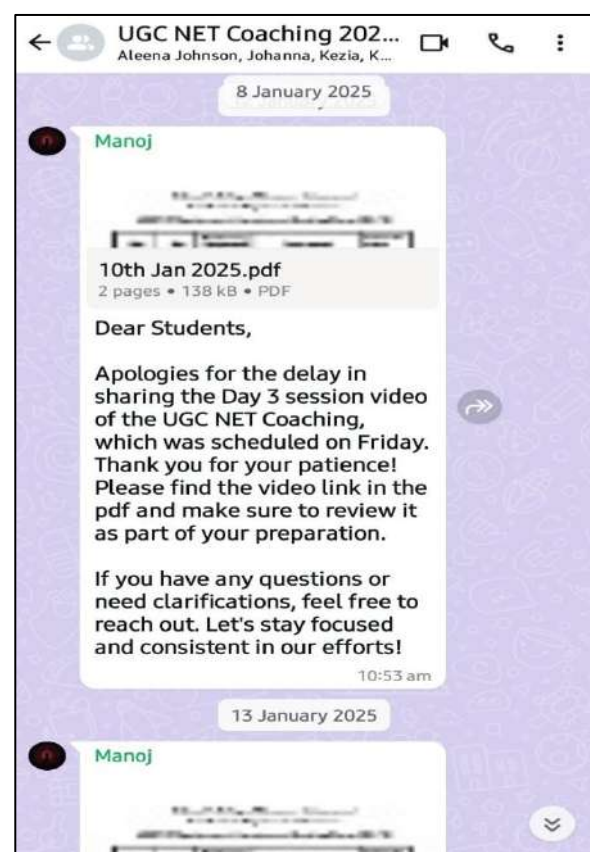 UGC NET Coaching 202...
Aleena Johnson, Johanna, Kezia, K...
8 January 2025
Manoj
10th Jan 2025.pdf
2 pages • 138 kB • PDF
Dear Students,
Apologies for the delay in
sharing the Day 3 session video
of the UGC NET Coaching,
which was scheduled on Friday.
Thank you for your patience!
Please find the video link in the
pdf and make sure to review it
as part of your preparation.
If you have any questions or
need clarifications, feel free to
reach out. Let's stay focused
and consistent in our efforts!
10:53 am
13 January 2025
Manoj